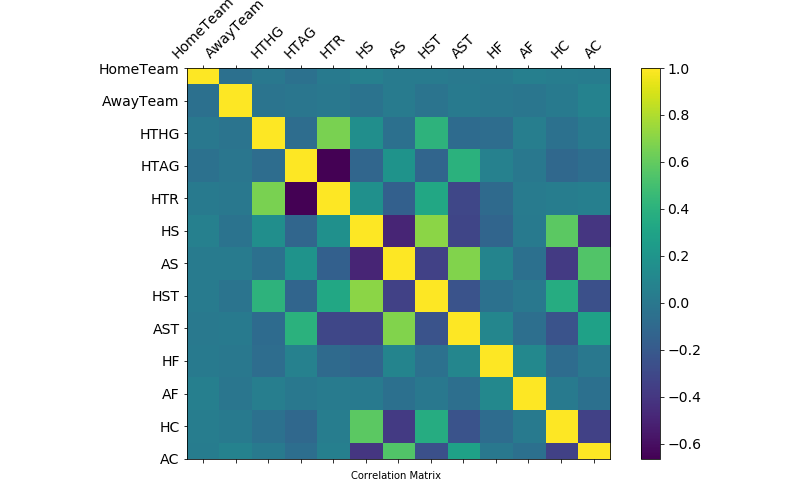 HomeTeam AwayTeam HTHG HTAG HTR HS AS HST AST HF AF HC AC
HomeTeam
AwayTeam
HTHG
HTAG
HTR
HS
AS
HST
AST
HF
AF
HC
AC
1.0
0.8
0.6
0.4
0.2
0.0
−0.2
−0.4
−0.6
Correlation Matrix